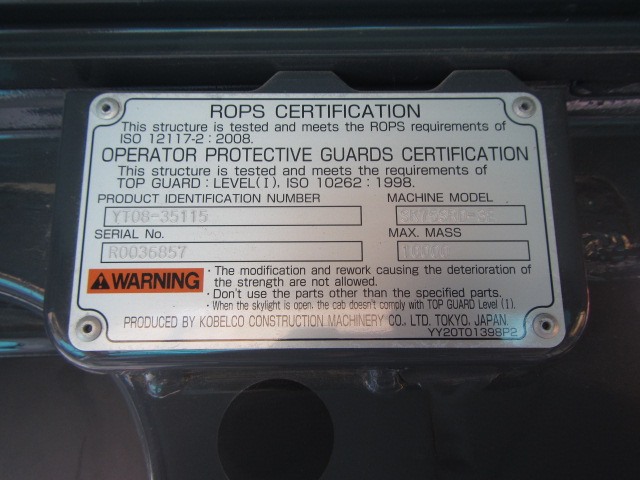 ROPS CERTIFICATION
This structure is tested and meets the ROPS requirements of
ISO 12117-2 : 2008.
OPERATOR PROTECTIVE GUARDS CERTIFICATION
This structure is tested and meets the requirements of
TOP GUARD : LEVEL(I), ISO 10262 : 1998.
PRODUCT IDENTIFICATION NUMBER MACHINE MODEL
YT08-35115
SERIAL No. MAX. MASS
R0036857
WARNING
· The modification and rework causing the deterioration of
the strength are not allowed.
· Don't use the parts other than the specified parts.
· When the skylight is open, the cab doesn't comply with TOP GUARD Level (I).
PRODUCED BY KOBELCO CONSTRUCTION MACHINERY CO., LTD. TOKYO, JAPAN.
YY20T01398P2